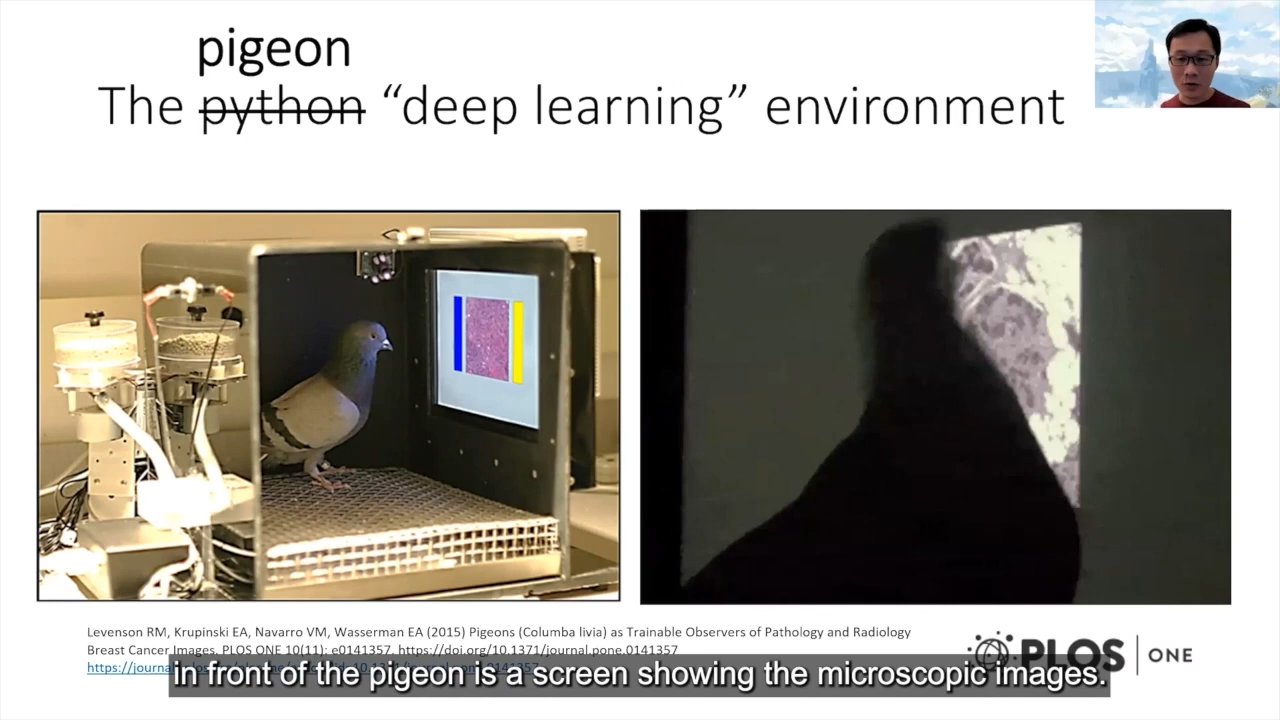 pigeon
The python “deep learning” environment
Levenson RM, Krupinski EA, Navarro VM, Wasserman EA (2015) Pigeons (Columba livia) as Trainable Observers of Pathology and Radiology
Breast Cancer Images. PLOS ONE 10(11): e0141357. https://doi.org/10.1371/journal.pone.0141357
PLOS ONE
In front of the pigeon is a screen showing the microscopic images.